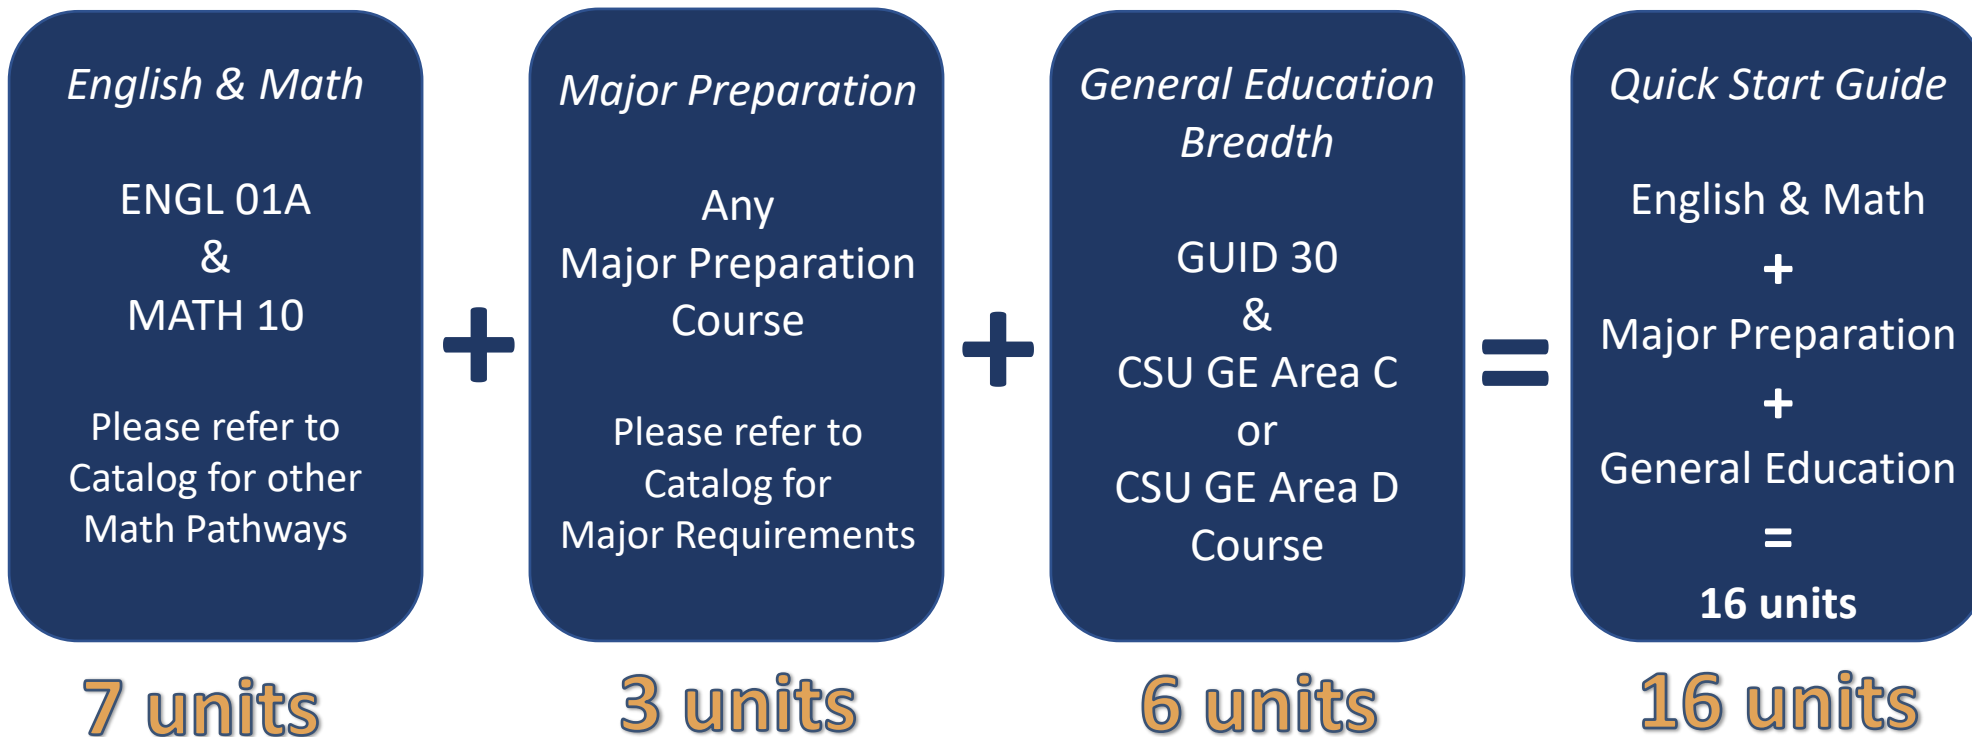 English & Math
ENGL 01A
&
MATH 10
Please refer to
Catalog for other
Math Pathways
7 units
+
Major Preparation
Any
Major Preparation
Course
Please refer to
Catalog for
Major Requirements
3 units
+
General Education
Breadth
GUID 30
&
CSU GE Area C
or
CSU GE Area D
Course
6 units
=
Quick Start Guide
English & Math
+
Major Preparation
+
General Education
=
16 units
16 units